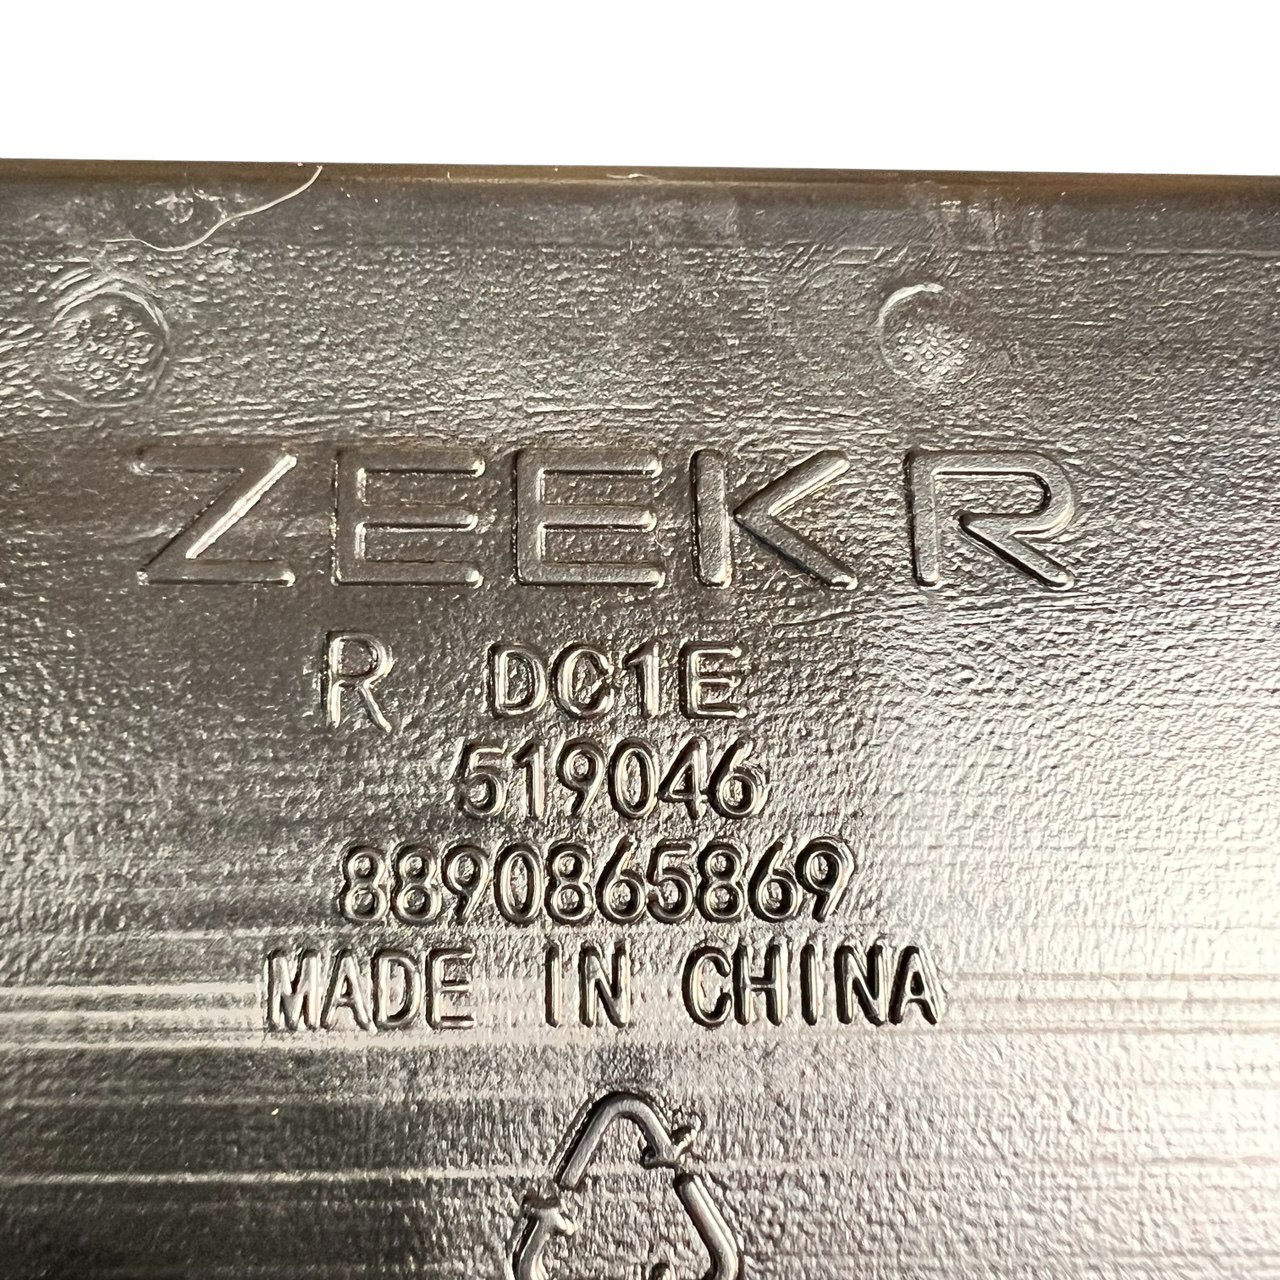 ZEEKR
R DC1E
519046
8890865869
MADE IN CHINA